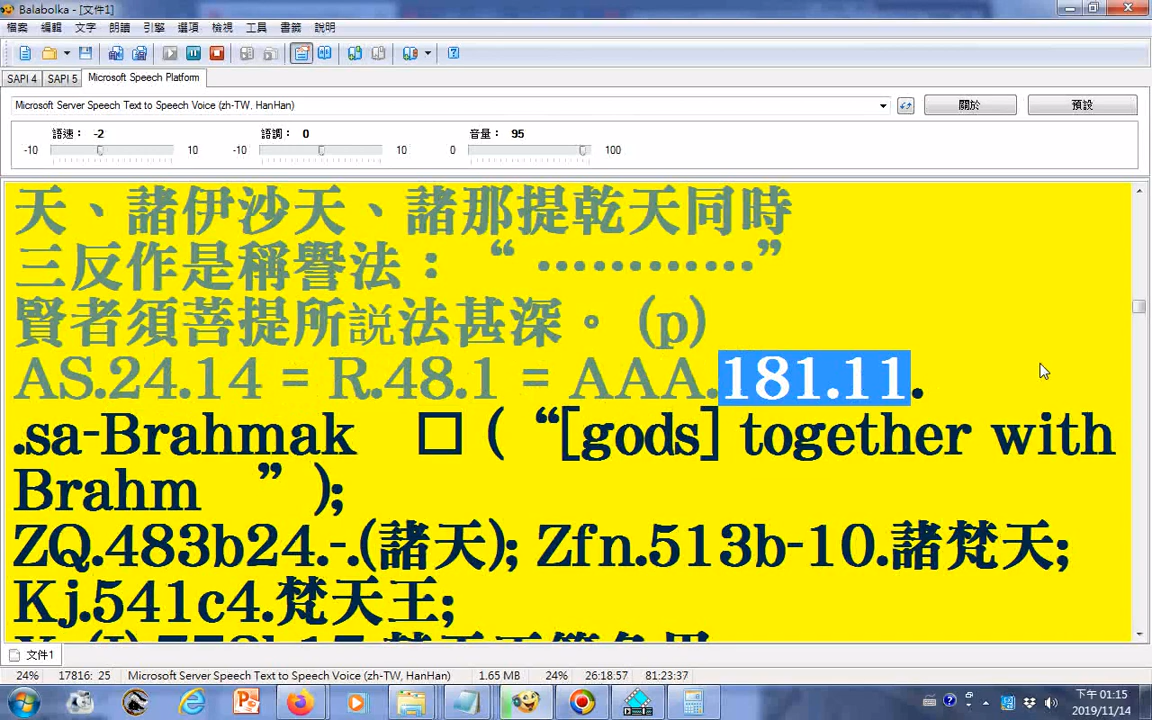 Balabolka - [文件1]
檔案 編輯 文字 朗讀 引擎 選項 檢視 工具 書籤 說明
SAPI 4 SAPI 5 Microsoft Speech Platform
Microsoft Server Speech Text to Speech Voice (zh-TW, HanHan) 關於 預設
語速： -2 語調： 0 音量： 95
-10 10 -10 10 0 100
天、諸伊沙天、諸那提乾天同時
三反作是稱譽法：“…………”
賢者須菩提所説法甚深。(p)
AS.24.14 = R.48.1 = AAA.181.11.
.sa-Brahmak □ (“[gods] together with
Brahm ”);
ZQ.483b24.-.(諸天); Zfn.513b-10.諸梵天;
Kj.541c4.梵天王;
文件1
24% 17816: 25 Microsoft Server Speech Text to Speech Voice (zh-TW, HanHan) 1.65 MB 24% 26:18:57 81:23:37
下午 01:15
2019/11/14